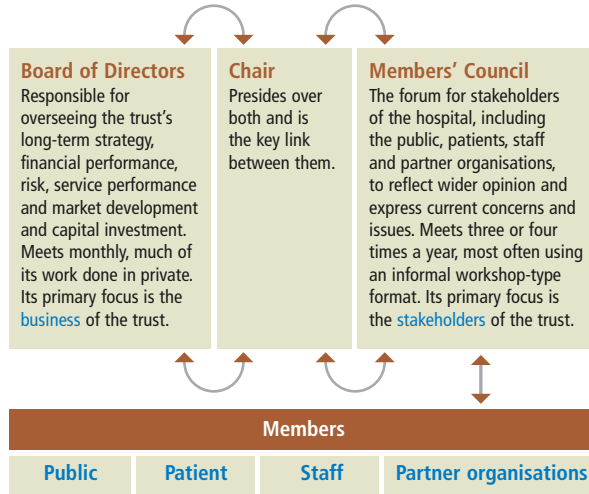 Board of Directors
Responsible for
overseeing the trust's
long-term strategy,
financial performance,
risk, service performance
and market development
and capital investment.
Meets monthly, much of
its work done in private.
Its primary focus is the
business of the trust.
Chair
Presides over
both and is
the key link
between them.
Members' Council
The forum for stakeholders
of the hospital, including
the public, patients, staff
and partner organisations,
to reflect wider opinion and
express current concerns and
issues. Meets three or four
times a year, most often using
an informal workshop-type
format. Its primary focus is
the stakeholders of the trust.
Members
Public
Patient
Staff
Partner organisations